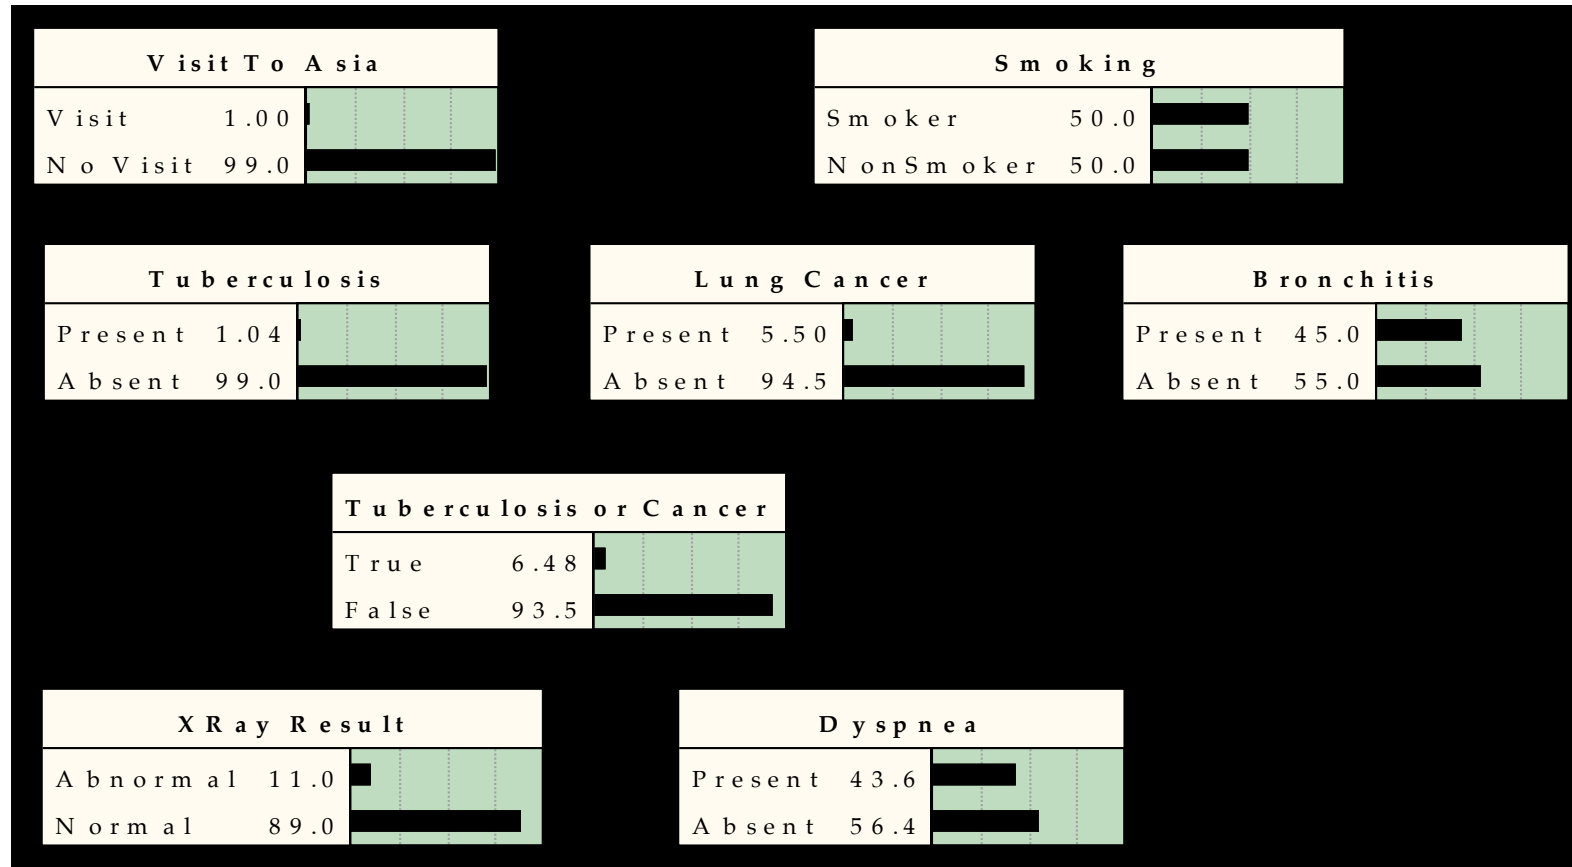 Visit To Asia
Visit 1.00
No Visit 99.0
Smoking
Smoker 50.0
NonSmoker 50.0
Tuberculosis
Present 1.04
Absent 99.0
Lung Cancer
Present 5.50
Absent 94.5
Bronchitis
Present 45.0
Absent 55.0
Tuberculosis or Cancer
True 6.48
False 93.5
XRay Result
Abnormal 11.0
Normal 89.0
Dyspnea
Present 43.6
Absent 56.4